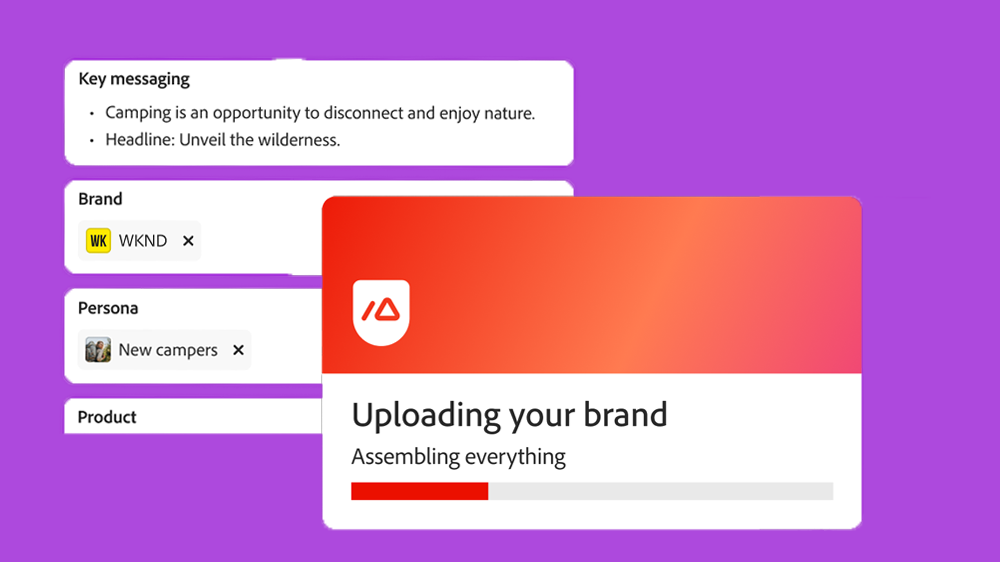 Key messaging
• Camping is an opportunity to disconnect and enjoy nature.
• Headline: Unveil the wilderness.
Brand
WK WKND ×
Persona
New campers ×
Product
Uploading your brand
Assembling everything